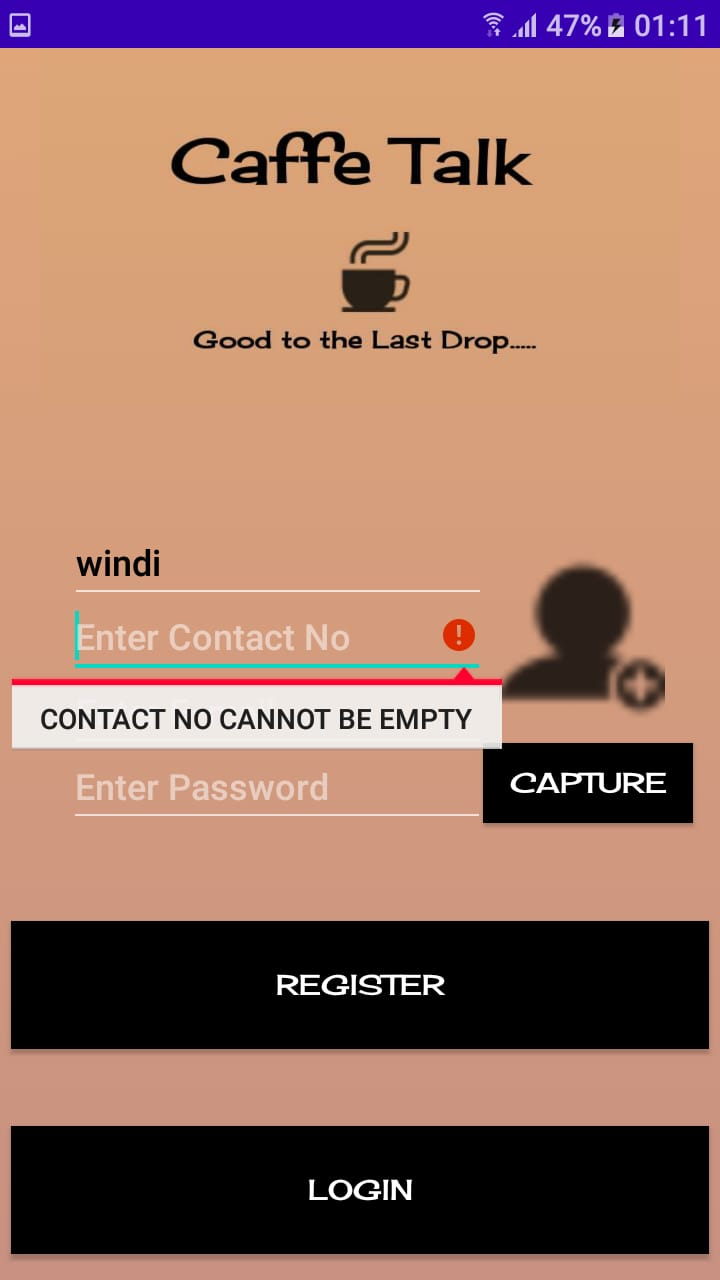 47% 01:11
Caffe Talk
Good to the Last Drop.....
windi
Enter Contact No
CONTACT NO CANNOT BE EMPTY
Enter Password
CAPTURE
REGISTER
LOGIN